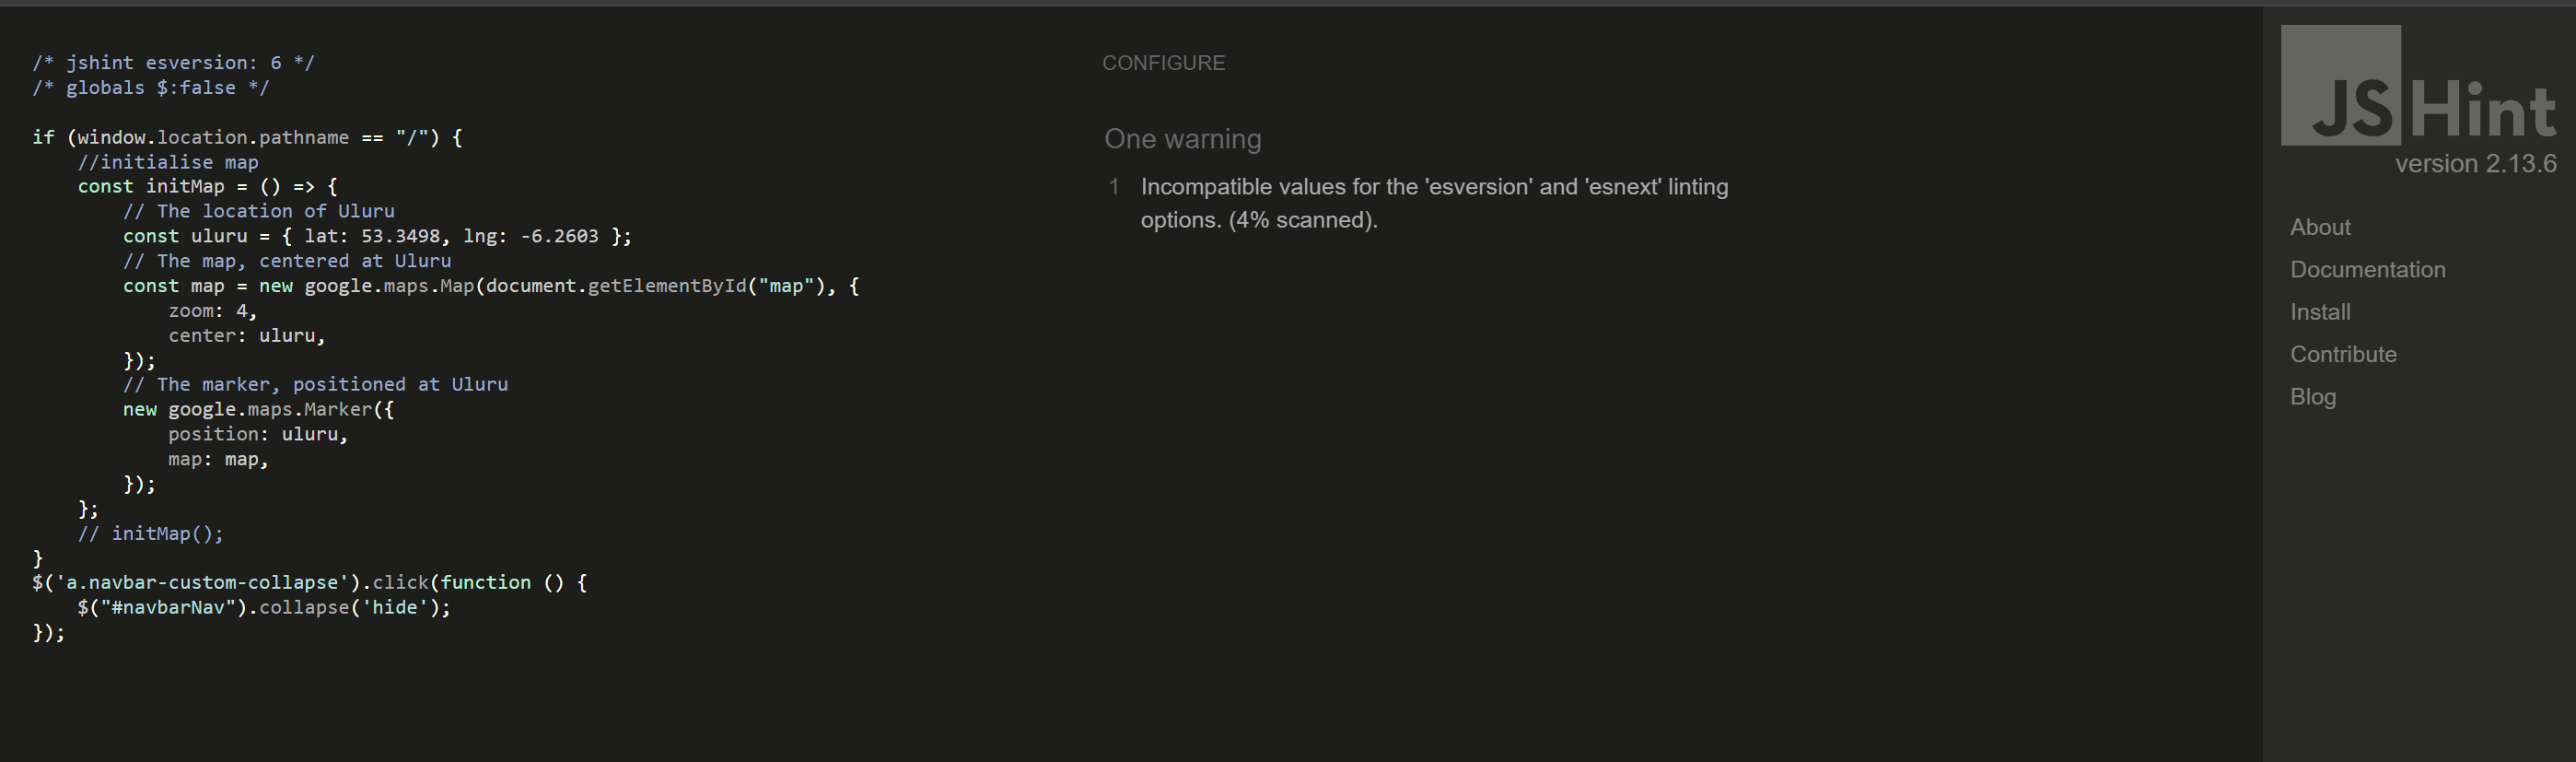 /* jshint esversion: 6 */
/* globals $:false */
if (window.location.pathname == "/") {
//initialise map
const initMap = () => {
// The location of Uluru
const uluru = { lat: 53.3498, lng: -6.2603 };
// The map, centered at Uluru
const map = new google.maps.Map(document.getElementById("map"), {
zoom: 4,
center: uluru,
});
// The marker, positioned at Uluru
new google.maps.Marker({
position: uluru,
map: map,
});
};
// initMap();
}
$('a.navbar-custom-collapse').click(function () {
$("#navbarNav").collapse('hide');
});
CONFIGURE
One warning
1 Incompatible values for the 'esversion' and 'esnext' linting
options. (4% scanned).
JSHint
version 2.13.6
About
Documentation
Install
Contribute
Blog